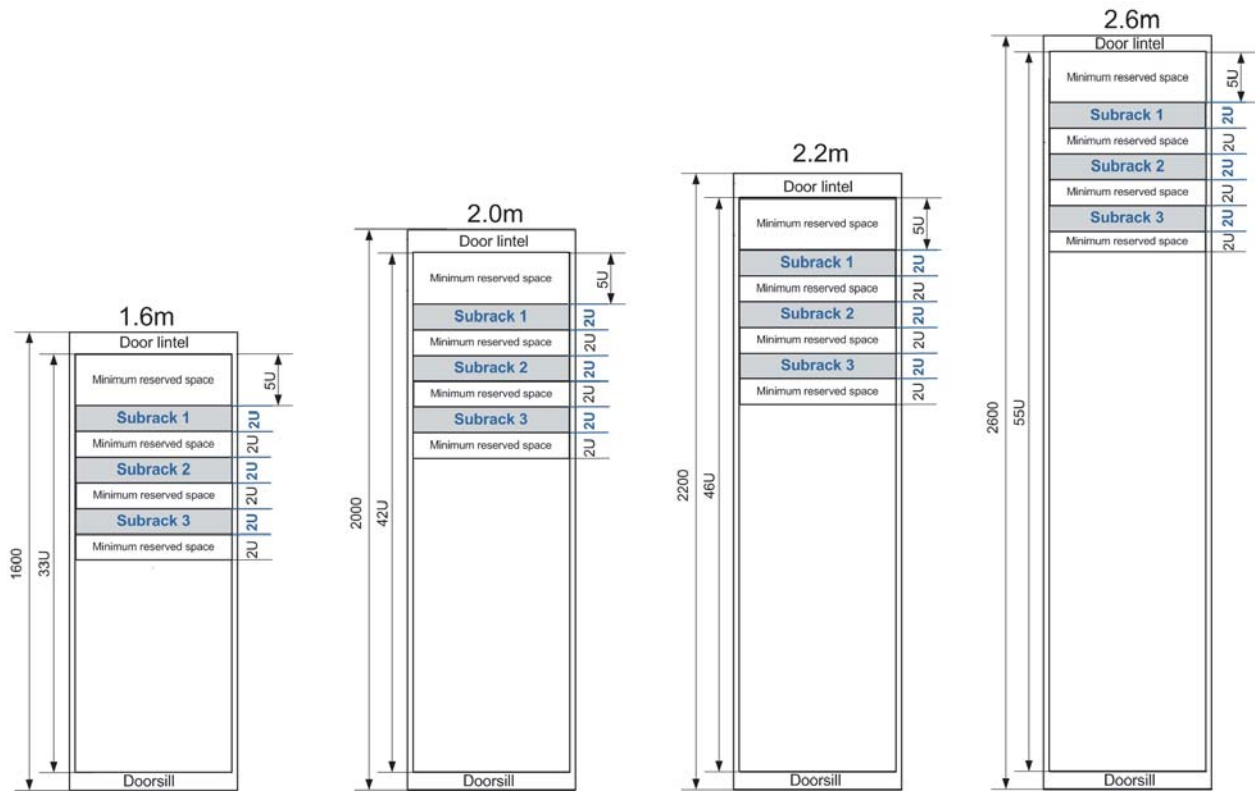 1.6m
Door lintel
Minimum reserved space
5U
Subrack 1
2U
Minimum reserved space
2U
Subrack 2
2U
Minimum reserved space
2U
Subrack 3
2U
Minimum reserved space
2U
1600
33U
Doorsill
2.0m
Door lintel
Minimum reserved space
5U
Subrack 1
2U
Minimum reserved space
2U
Subrack 2
2U
Minimum reserved space
2U
Subrack 3
2U
Minimum reserved space
2U
2000
42U
Doorsill
2.2m
Door lintel
Minimum reserved space
5U
Subrack 1
2U
Minimum reserved space
2U
Subrack 2
2U
Minimum reserved space
2U
Subrack 3
2U
Minimum reserved space
2U
2200
46U
Doorsill
2.6m
Door lintel
Minimum reserved space
5U
Subrack 1
2U
Minimum reserved space
2U
Subrack 2
2U
Minimum reserved space
2U
Subrack 3
2U
Minimum reserved space
2U
2600
55U
Doorsill